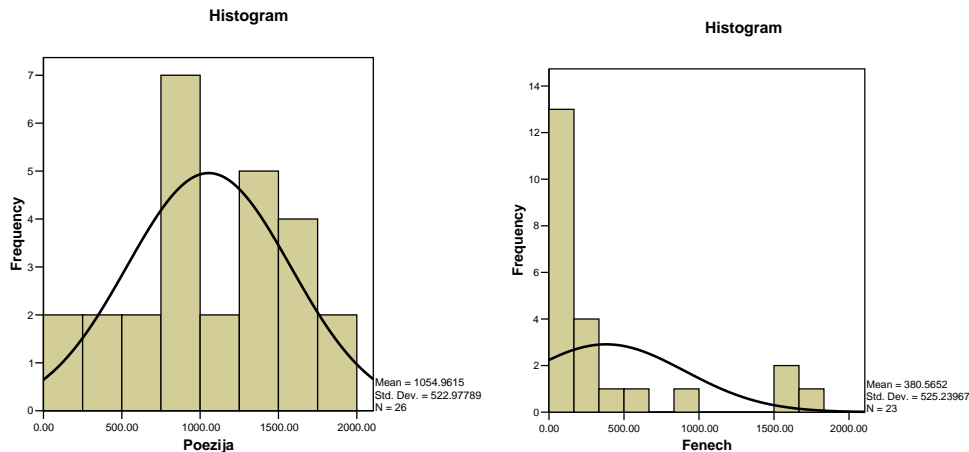 Histogram
Frequency
7
6
5
4
3
2
1
0
0.00 500.00 1000.00 1500.00 2000.00
Poezija
Mean = 1054.9615
Std. Dev. = 522.97789
N = 26
Histogram
Frequency
14
12
10
8
6
4
2
0
0.00 500.00 1000.00 1500.00 2000.00
Fenech
Mean = 380.5652
Std. Dev. = 525.23967
N = 23